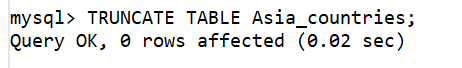 mysql> TRUNCATE TABLE Asia_countries;
Query OK, 0 rows affected (0.02 sec)